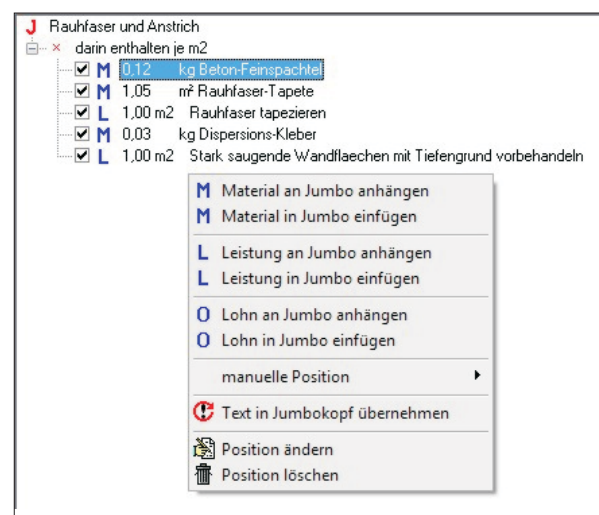 J Rauhfaser und Anstrich
darin enthalten je m2
M 0,12 kg Beton-Feinspachtel
M 1,05 m² Rauhfaser-Tapete
L 1,00 m2 Rauhfaser tapezieren
M 0,03 kg Dispersions-Kleber
L 1,00 m2 Stark saugende Wandflaechen mit Tiefengrund vorbehandeln
M Material an Jumbo anhängen
M Material in Jumbo einfügen
L Leistung an Jumbo anhängen
L Leistung in Jumbo einfügen
O Lohn an Jumbo anhängen
O Lohn in Jumbo einfügen
manuelle Position
Text in Jumbokopf übernehmen
Position ändern
Position löschen